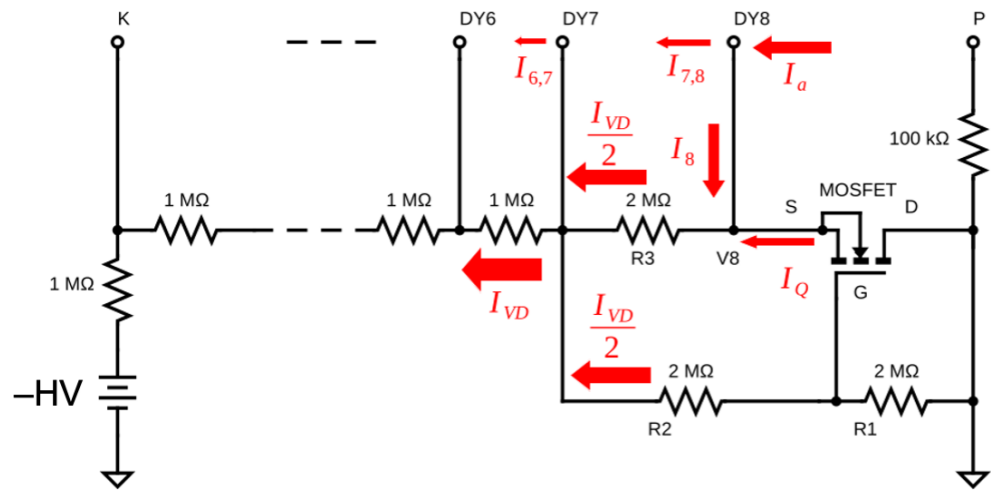 K
DY6
DY7
DY8
P
I6,7
I7,8
Ia
IVD
2
I8
100 kΩ
1 MΩ
1 MΩ
1 MΩ
2 MΩ
MOSFET
S
D
R3
V8
1 MΩ
IVD
IQ
G
IVD
2
2 MΩ
2 MΩ
–HV
R2
R1